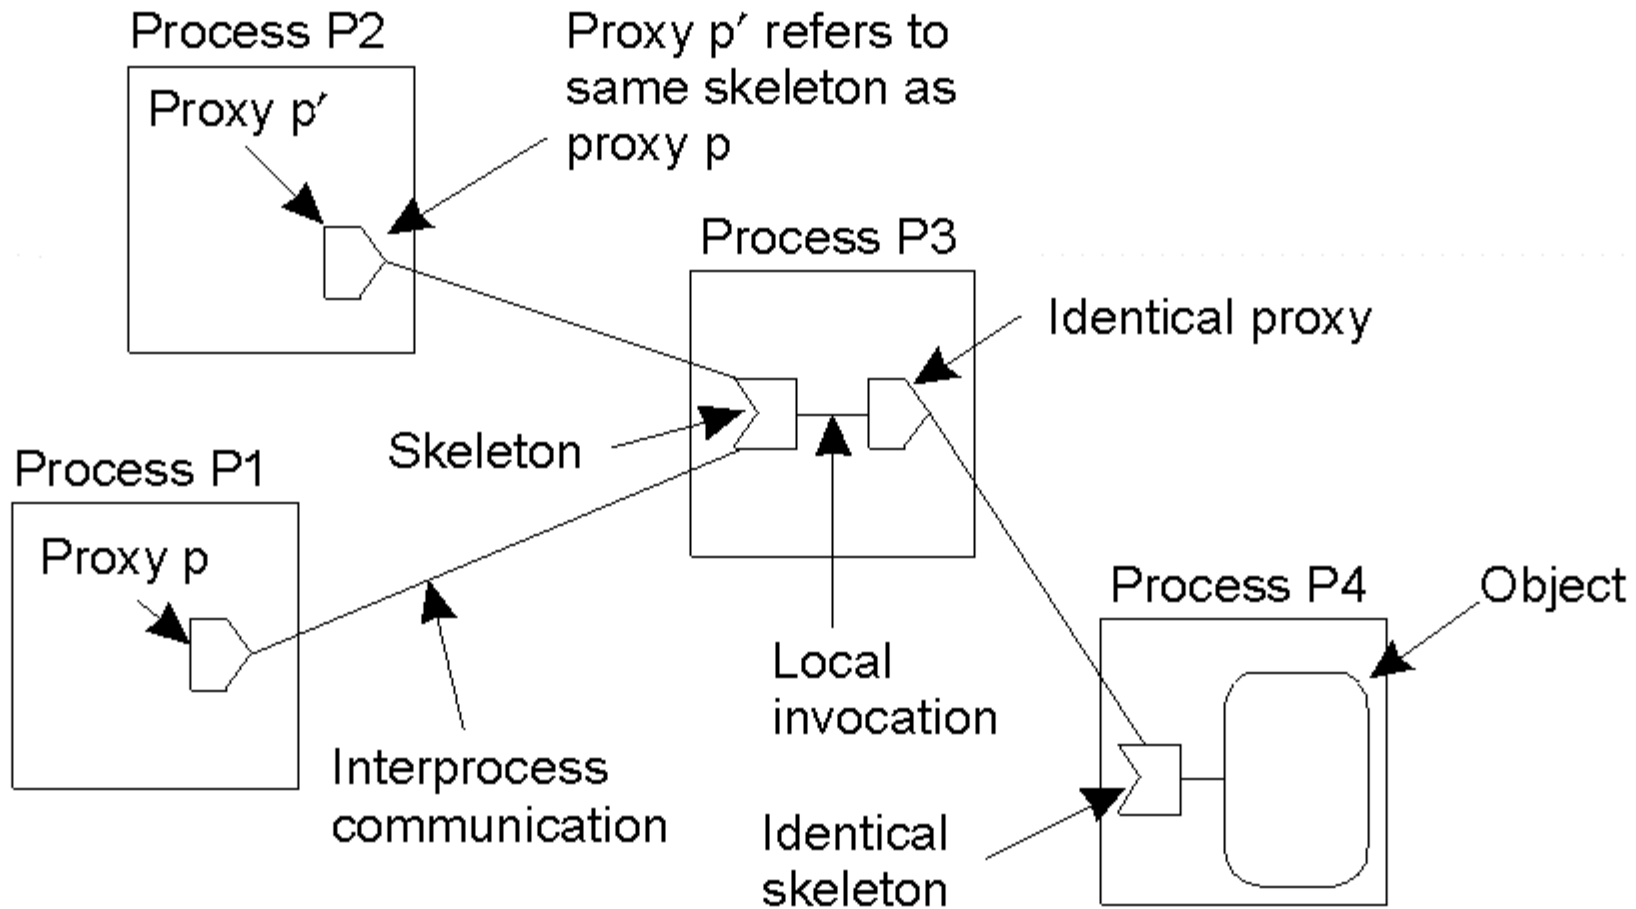 Process P2
Proxy p′ refers to
same skeleton as
proxy p
Proxy p′
Process P3
Identical proxy
Skeleton
Process P1
Proxy p
Process P4
Object
Local
invocation
Interprocess
communication
Identical
skeleton